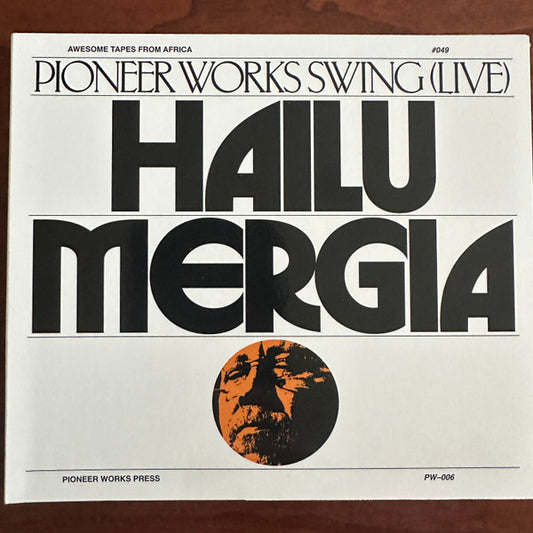 AWESOME TAPES FROM AFRICA #049
PIONEER WORKS SWING (LIVE)
HAILU
MERGIA
PIONEER WORKS PRESS PW–006